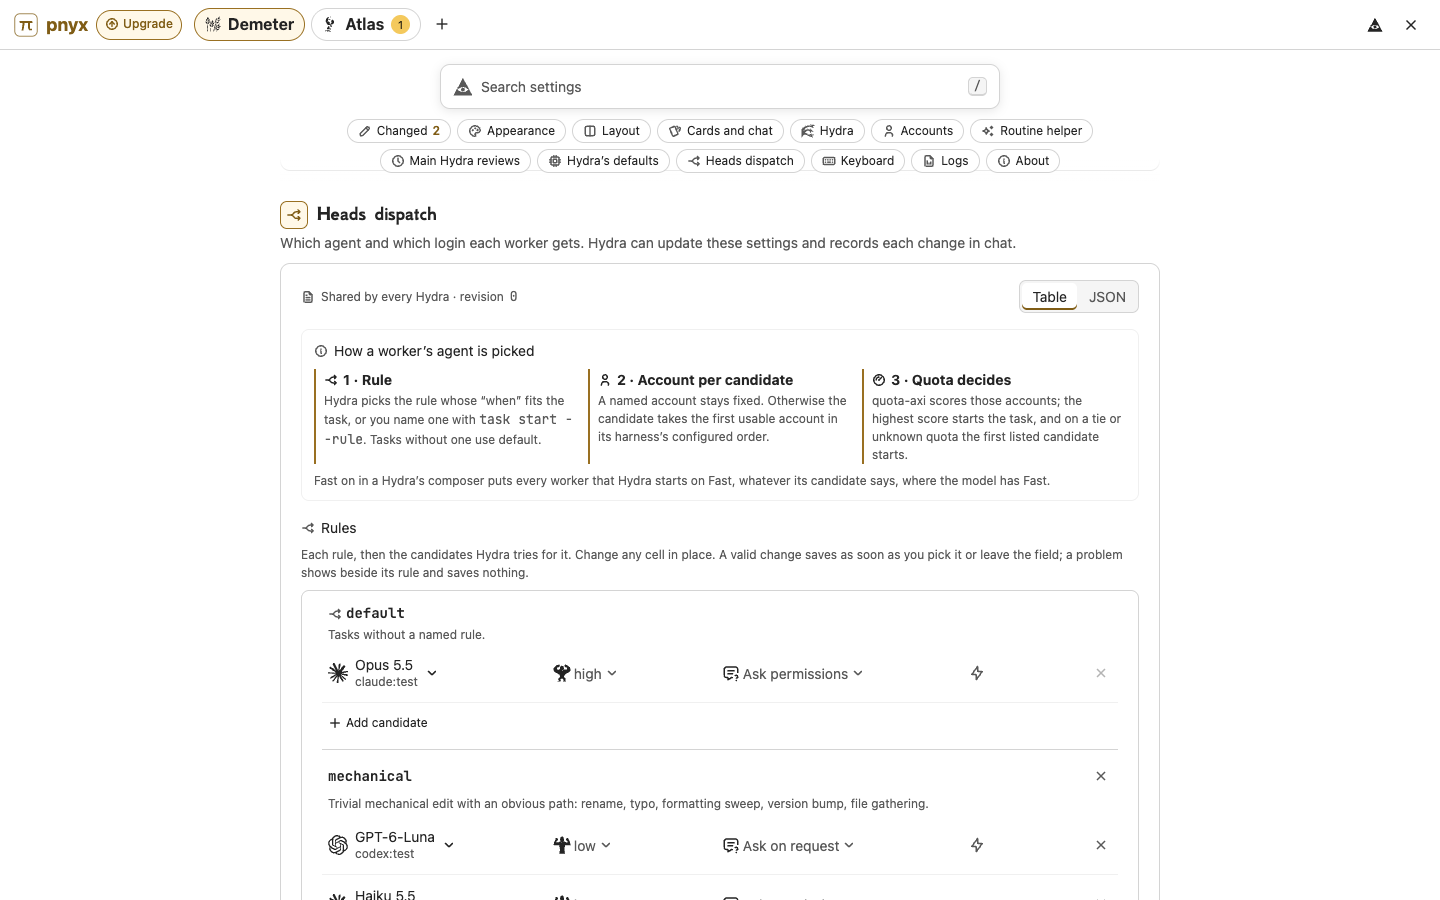 pnyx
Upgrade
Demeter
Atlas 1
Search settings /
Changed 2
Appearance
Layout
Cards and chat
Hydra
Accounts
Routine helper
Main Hydra reviews
Hydra’s defaults
Heads dispatch
Keyboard
Logs
About
Heads dispatch
Which agent and which login each worker gets. Hydra can update these settings and records each change in chat.
Shared by every Hydra · revision 0
Table
JSON
How a worker’s agent is picked
1 · Rule
Hydra picks the rule whose “when” fits the
task, or you name one with task start -
-rule. Tasks without one use default.
2 · Account per candidate
A named account stays fixed. Otherwise the
candidate takes the first usable account in
its harness’s configured order.
3 · Quota decides
quota-axi scores those accounts; the
highest score starts the task, and on a tie or
unknown quota the first listed candidate
starts.
Fast on in a Hydra’s composer puts every worker that Hydra starts on Fast, whatever its candidate says, where the model has Fast.
Rules
Each rule, then the candidates Hydra tries for it. Change any cell in place. A valid change saves as soon as you pick it or leave the field; a problem
shows beside its rule and saves nothing.
default
Tasks without a named rule.
Opus 5.5
claude:test
high
Ask permissions
Add candidate
mechanical
Trivial mechanical edit with an obvious path: rename, typo, formatting sweep, version bump, file gathering.
GPT-6-Luna
codex:test
low
Ask on request
Haiku 5.5